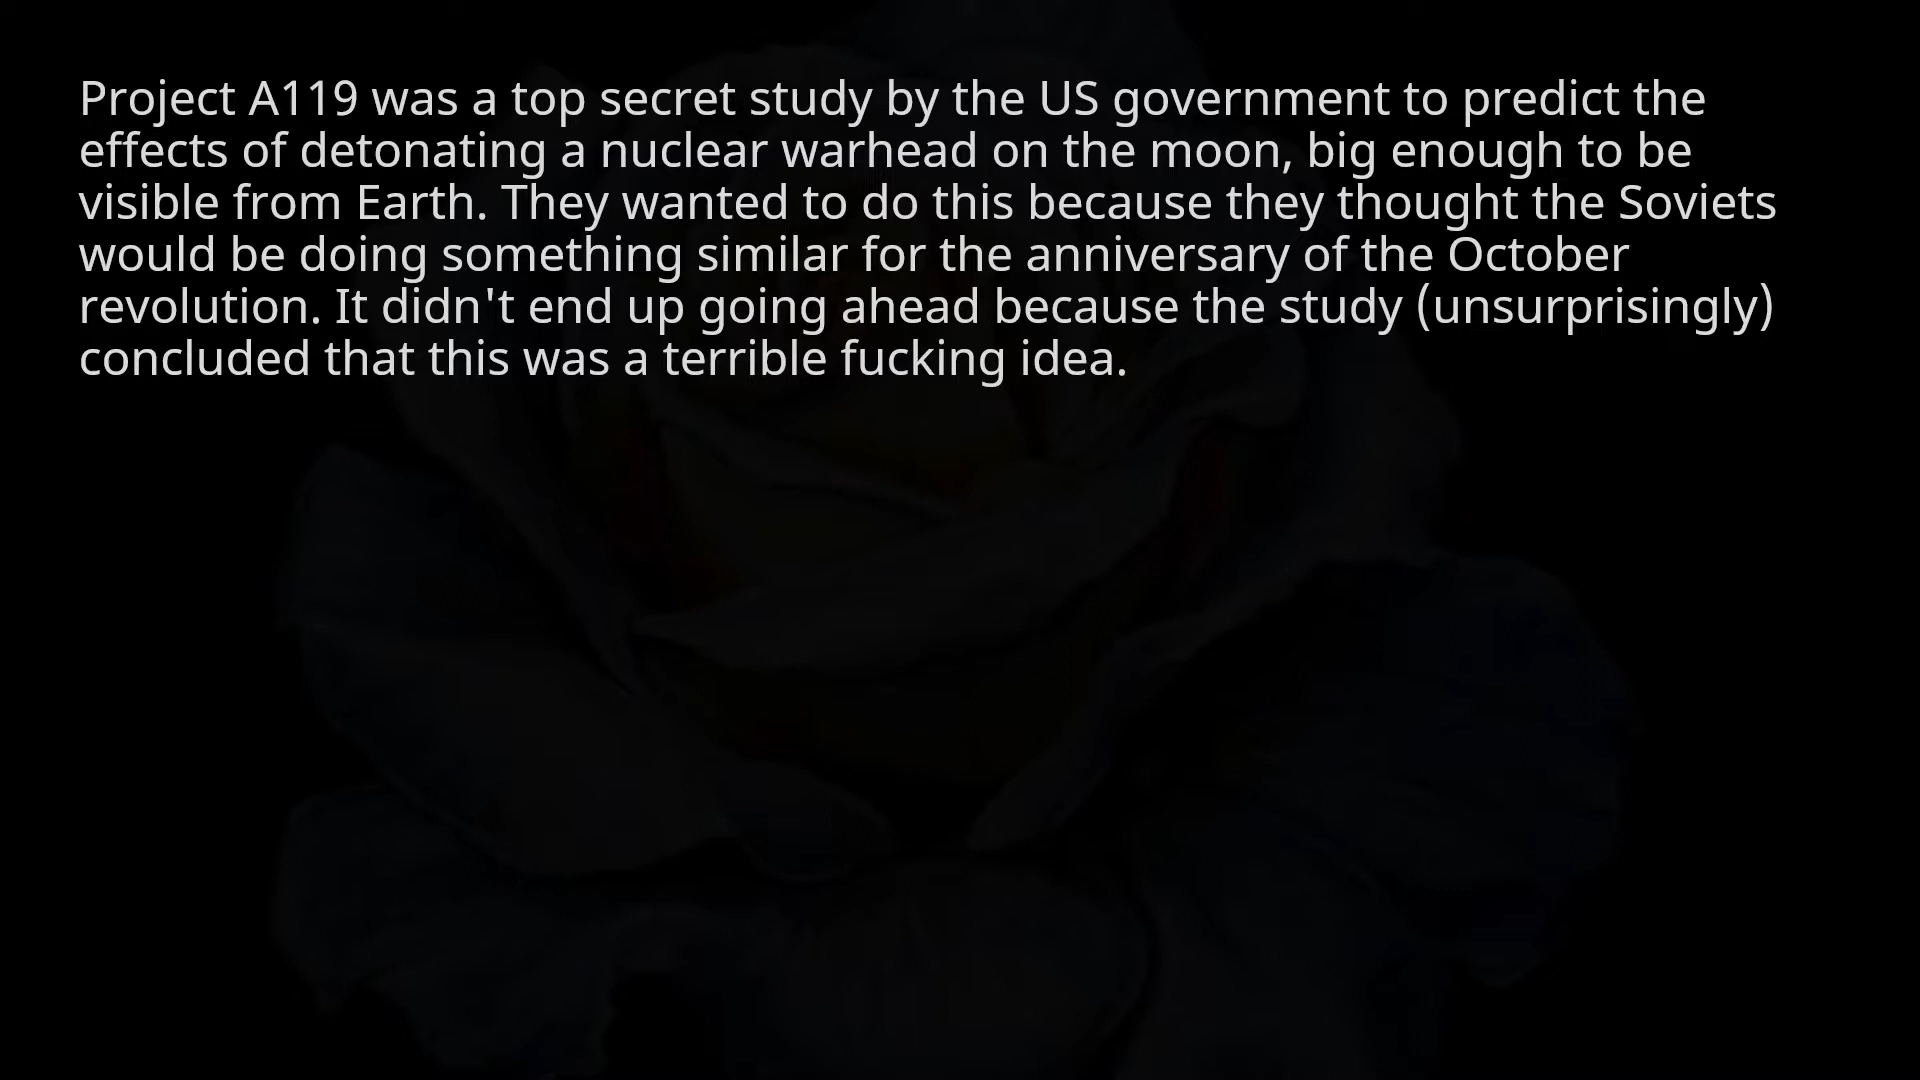 Project A119 was a top secret study by the US government to predict the
effects of detonating a nuclear warhead on the moon, big enough to be
visible from Earth. They wanted to do this because they thought the Soviets
would be doing something similar for the anniversary of the October
revolution. It didn't end up going ahead because the study (unsurprisingly)
concluded that this was a terrible fucking idea.